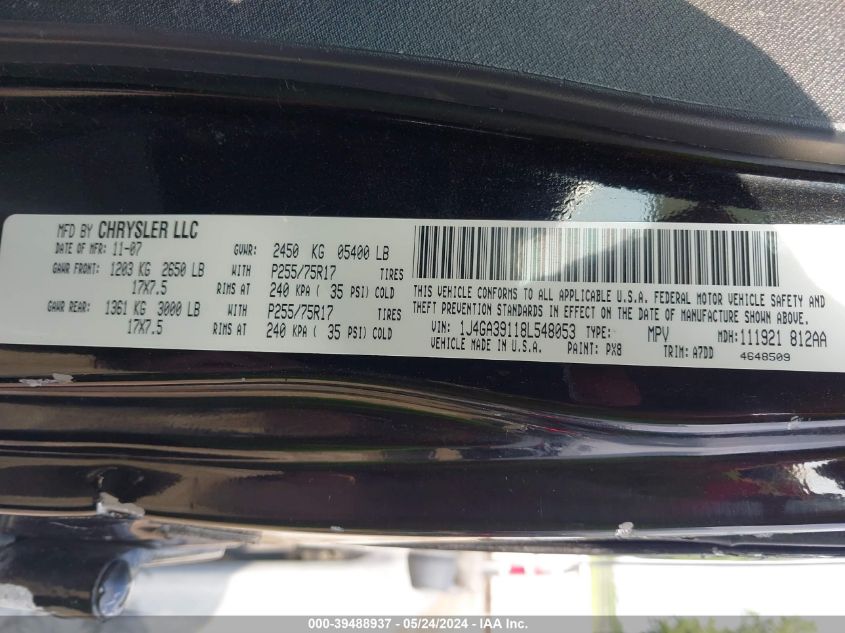 MFD BY CHRYSLER LLC
DATE OF MFR: 11-07 GVWR: 2450 KG 05400 LB
GAWR FRONT: 1203 KG 2650 LB WITH P255/75R17 TIRES
17X7.5 RIMS AT 240 KPA ( 35 PSI) COLD
GAWR REAR: 1361 KG 3000 LB WITH P255/75R17 TIRES
17X7.5 RIMS AT 240 KPA ( 35 PSI) COLD
THIS VEHICLE CONFORMS TO ALL APPLICABLE U.S.A. FEDERAL MOTOR VEHICLE SAFETY AND
THEFT PREVENTION STANDARDS IN EFFECT ON THE DATE OF MANUFACTURE SHOWN ABOVE.
VIN: 1J4GA39118L548053 TYPE: MPV MDH: 111921 812AA
VEHICLE MADE IN U.S.A. PAINT: PX8 TRIM: A7DD 4648509
000-39488937 - 05/24/2024 - IAAI.com